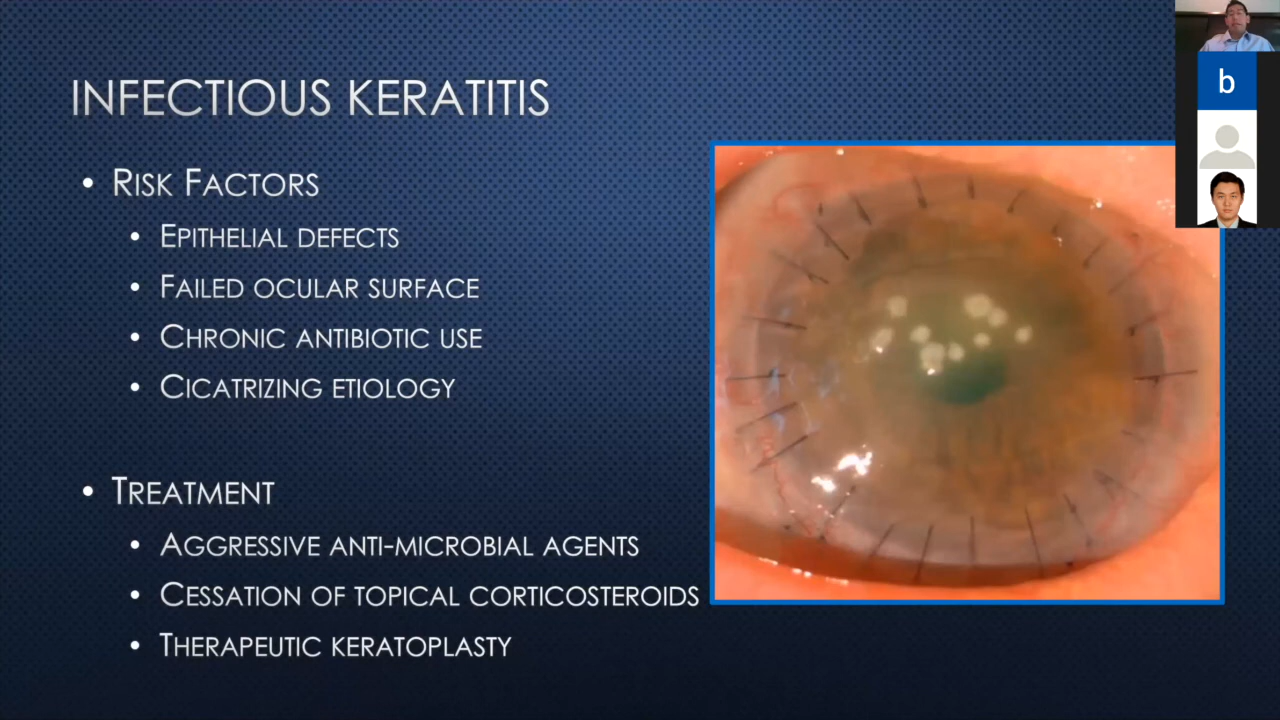 INFECTIOUS KERATITIS
• RISK FACTORS
• EPITHELIAL DEFECTS
• FAILED OCULAR SURFACE
• CHRONIC ANTIBIOTIC USE
• CICATRIZING ETIOLOGY
• TREATMENT
• AGGRESSIVE ANTI-MICROBIAL AGENTS
• CESSATION OF TOPICAL CORTICOSTEROIDS
• THERAPEUTIC KERATOPLASTY
b